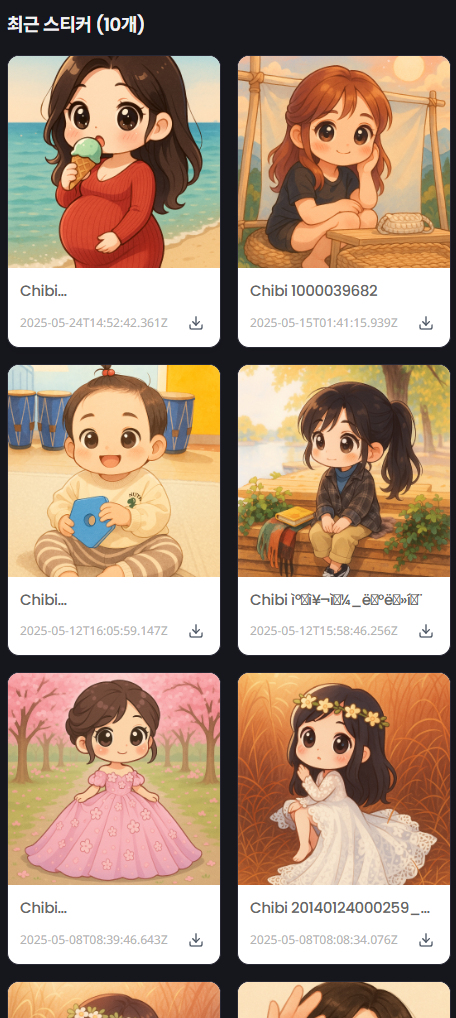 최근 스티커 (10개)
Chibi...
2025-05-24T14:52:42.361Z
Chibi 1000039682
2025-05-15T01:41:15.939Z
Chibi...
2025-05-12T16:05:59.147Z
Chibi
2025-05-12T15:58:46.256Z
Chibi...
2025-05-08T08:39:46.643Z
Chibi 20140124000259_...
2025-05-08T08:08:34.076Z